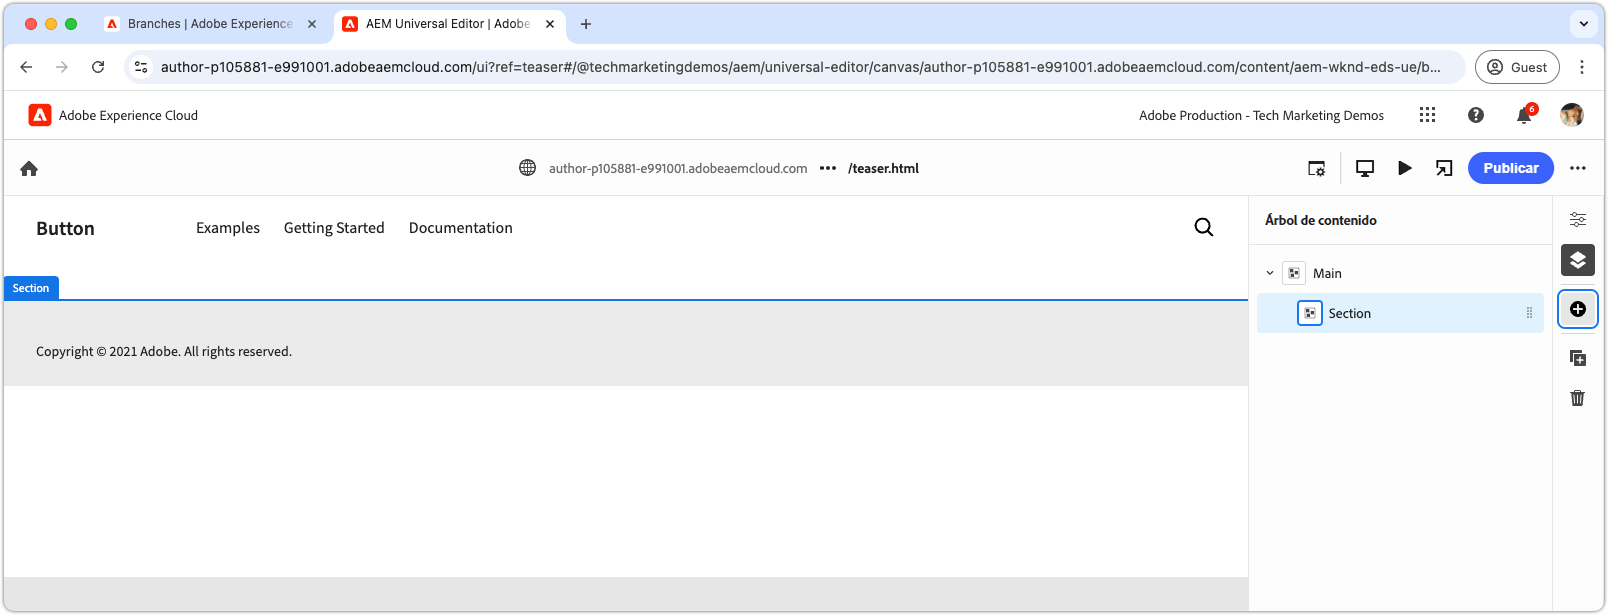 Branches | Adobe Experience
AEM Universal Editor | Adobe
author-p105881-e991001.adobeaemcloud.com/ui?ref=teaser#/@techmarketingdemos/aem/universal-editor/canvas/author-p105881-e991001.adobeaemcloud.com/content/aem-wknd-eds-ue/b...
Guest
Adobe Experience Cloud
Adobe Production - Tech Marketing Demos
6
author-p105881-e991001.adobeaemcloud.com ••• /teaser.html
Publicar
Button
Examples
Getting Started
Documentation
Árbol de contenido
Main
Section
Section
Copyright © 2021 Adobe. All rights reserved.